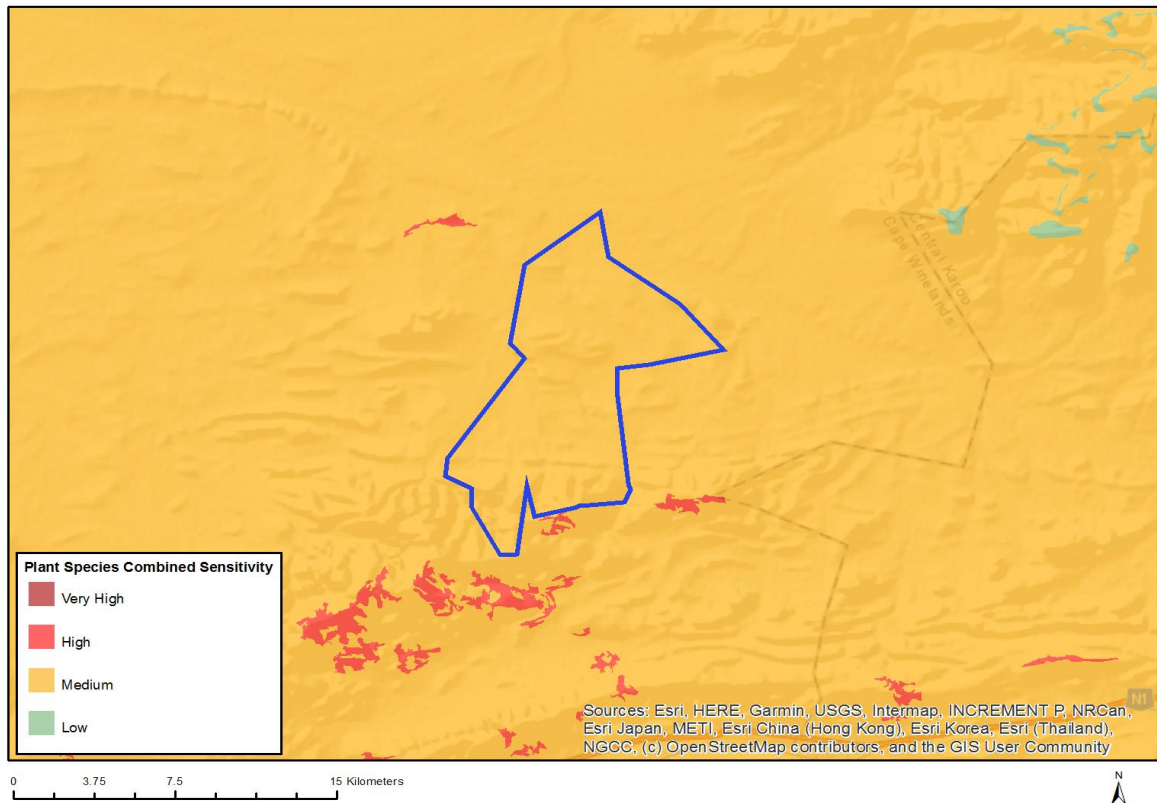 Central Karoo
Cape Winelands
Plant Species Combined Sensitivity
Very High
High
Medium
Low
N1
Sources: Esri, HERE, Garmin, USGS, Intermap, INCREMENT P, NRCan,
Esri Japan, METI, Esri China (Hong Kong), Esri Korea, Esri (Thailand),
NGCC, (c) OpenStreetMap contributors, and the GIS User Community
0 3.75 7.5 15 Kilometers
N